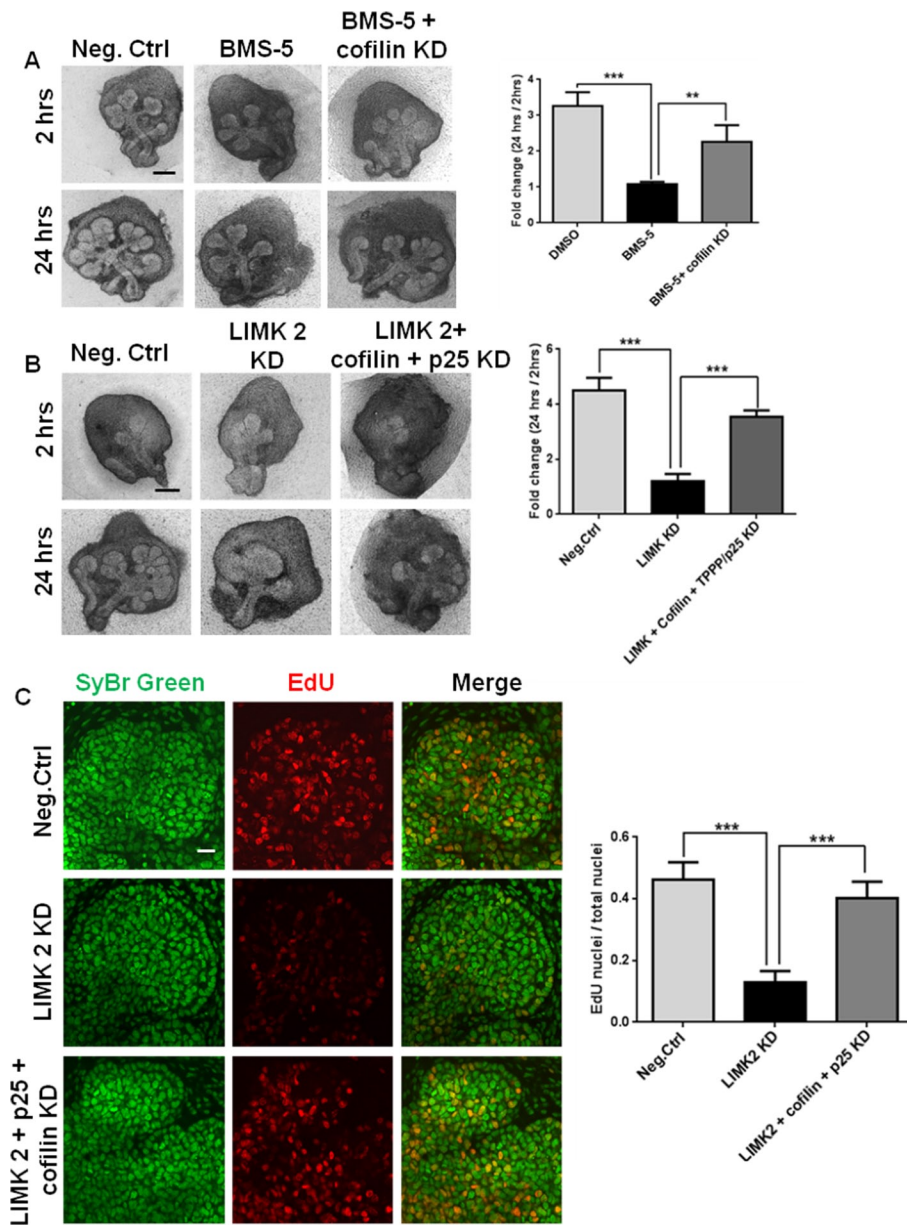 A
Neg. Ctrl
BMS-5
BMS-5 +
cofilin KD
2 hrs
24 hrs
Fold change (24 hrs / 2hrs)
4
3
2
1
0
***
**
DMSO
BMS-5
BMS-5+ cofilin KD
B
Neg. Ctrl
LIMK 2
KD
LIMK 2+
cofilin + p25 KD
2 hrs
24 hrs
Fold change (24 hrs / 2hrs)
6
4
2
0
***
***
Neg.Ctrl
LIMK KD
LIMK + Cofilin + TPPP/p25 KD
C
SyBr Green
EdU
Merge
Neg.Ctrl
LIMK 2 KD
LIMK 2 + p25 +
cofilin KD
EdU nuclei / total nuclei
0.6
0.4
0.2
0.0
***
***
Neg.Ctrl
LIMK2 KD
LIMK2 + cofilin + p25 KD